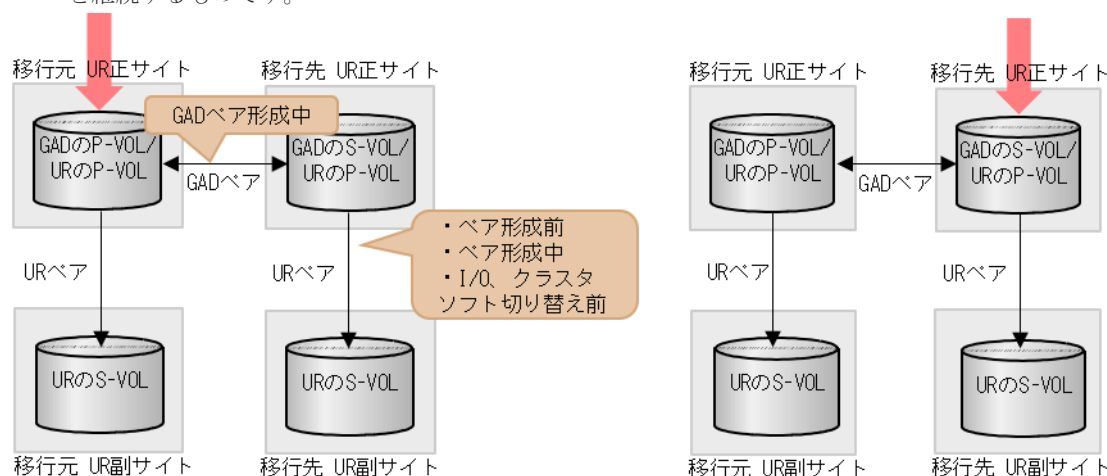 を継続するものです。
移行元 UR正サイト
移行先 UR正サイト
GADペア形成中
GADのP-VOL/
URのP-VOL
GADペア
GADのS-VOL/
URのP-VOL
・ペア形成前
・ペア形成中
・I/O、クラスタ
ソフト切り替え前
URペア
URペア
URのS-VOL
URのS-VOL
移行元 UR副サイト
移行先 UR副サイト
移行元 UR正サイト
移行先 UR正サイト
GADのP-VOL/
URのP-VOL
GADペア
GADのS-VOL/
URのP-VOL
URペア
URペア
URのS-VOL
URのS-VOL
移行元 UR副サイト
移行先 UR副サイト